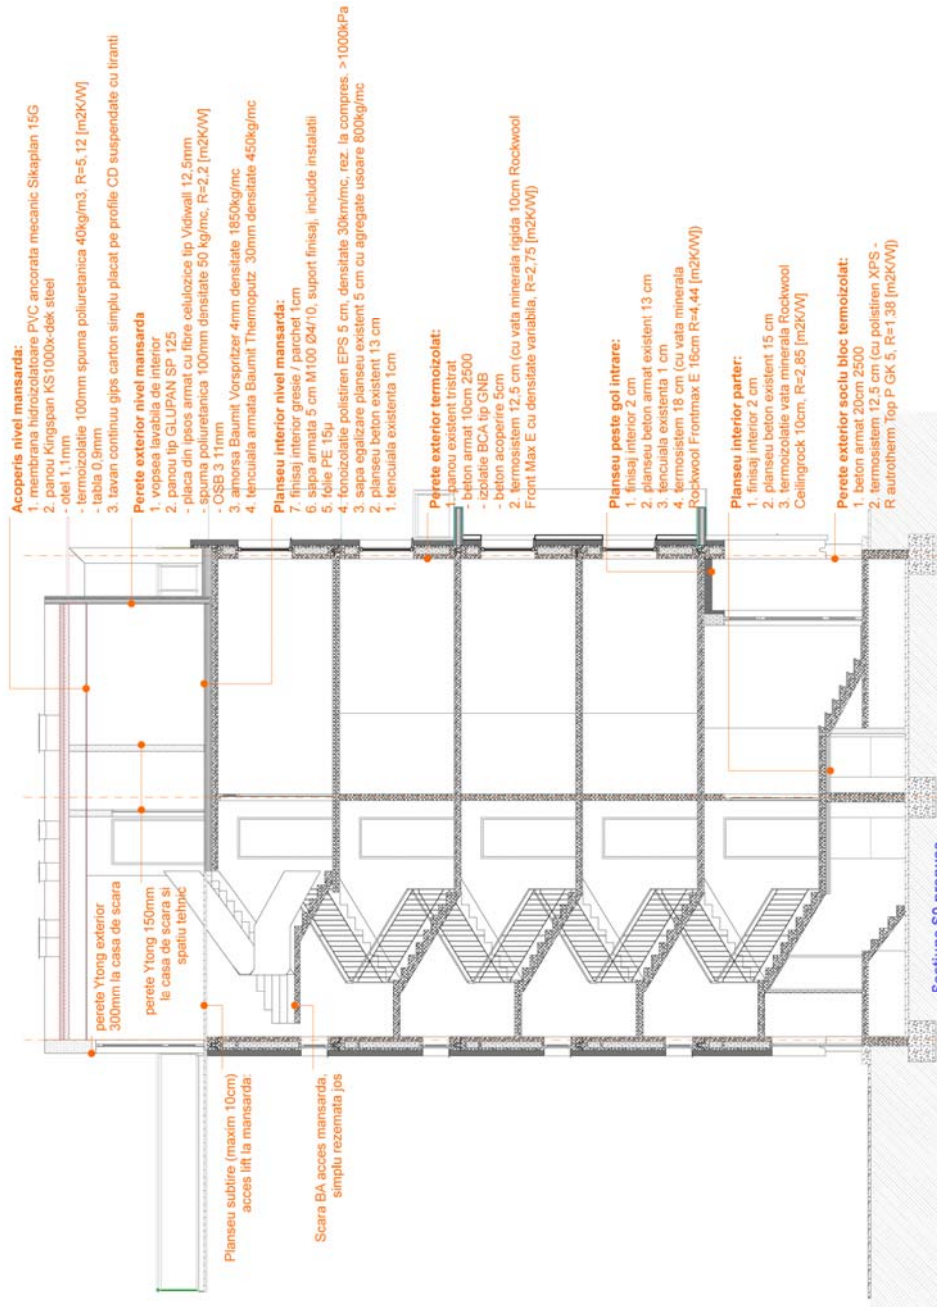 Acoperis nivel mansarda:
1. membrana hidroizolatoare PVC ancorata mecanic Sikaplan 15G
2. panou Kingspan KS1000x-dek steel
- otel 1,1mm
- termoizolatie 100mm spuma poliuretanica 40kg/m3, R=5,12 [m2K/W]
- tabla 0,9mm
3. tavan continuu gips carton simplu placat pe profile CD suspendate cu tiranti
Perete exterior nivel mansarda
1. vopsea lavabila de interior
2. panou tip GLUPAN SP 125
- placa din ipsos armat cu fibre celulozice tip Vidiwall 12,5mm
- spuma poliuretanica 100mm densitate 50 kg/mc, R=2,2 [m2K/W]
- OSB 3 11mm
3. amorsa Baumit Vorspritzer 4mm densitate 1850kg/mc
4. tencuiala armata Baumit Thermoputz 30mm densitate 450kg/mc
Planseu interior nivel mansarda:
7. finisaj interior gresie / parchet 1cm
6. sapa armata 5 cm M100 Ø4/10, suport finisaj, include instalatii
5. folie PE 15µ
4. fonoizolatie polistiren EPS 5 cm, densitate 30km/mc, rez. la compres. >1000kPa
3. sapa egalizare planseu existent 5 cm cu agregate usoare 800kg/mc
2. planseu beton existent 13 cm
1. tencuiala existenta 1cm
Perete exterior termoizolat:
1. panou existent tristrat
- beton armat 10cm 2500
- izolatie BCA tip GNB
- beton acoperire 5cm
2. termosistem 12,5 cm (cu vata minerala rigida 10cm Rockwool
Front Max E cu densitate variabila, R=2,75 [m2K/W])
Planseu peste gol intrare:
1. finisaj inferior 2 cm
2. planseu beton armat existent 13 cm
3. tencuiala existenta 1 cm
4. termosistem 18 cm (cu vata minerala
Rockwool Frontmax E 16cm R=4,44 [m2K/W])
Planseu interior parter:
1. finisaj inferior 2 cm
2. planseu beton existent 15 cm
3. termoizolatie vata minerala Rockwool
Ceilingrock 10cm, R=2,85 [m2K/W]
Perete exterior soclu bloc termoizolat:
1. beton armat 20cm 2500
2. termosistem 12,5 cm (cu polistiren XPS -
R autrotherm Top P GK 5, R=1,38 [m2K/W])
perete Ytong exterior
300mm la casa de scara
perete Ytong 150mm
la casa de scara si
spatiu tehnic
Planseu subtire (maxim 10cm)
acces lift la mansarda:
Scara BA acces mansarda,
simplu rezemata jos